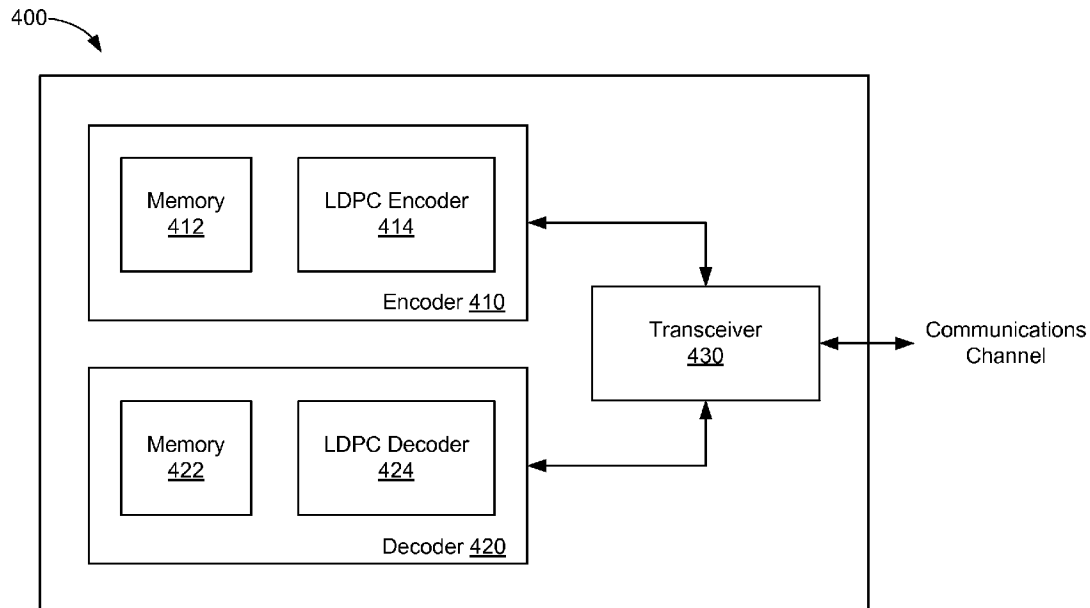 400
Memory
412
LDPC Encoder
414
Encoder 410
Transceiver
430
Communications
Channel
Memory
422
LDPC Decoder
424
Decoder 420